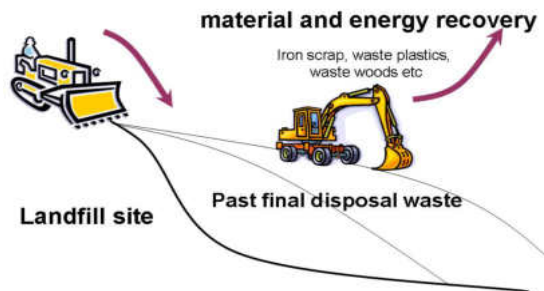 material and energy recovery
Iron scrap, waste plastics,
waste woods etc
Past final disposal waste
Landfill site